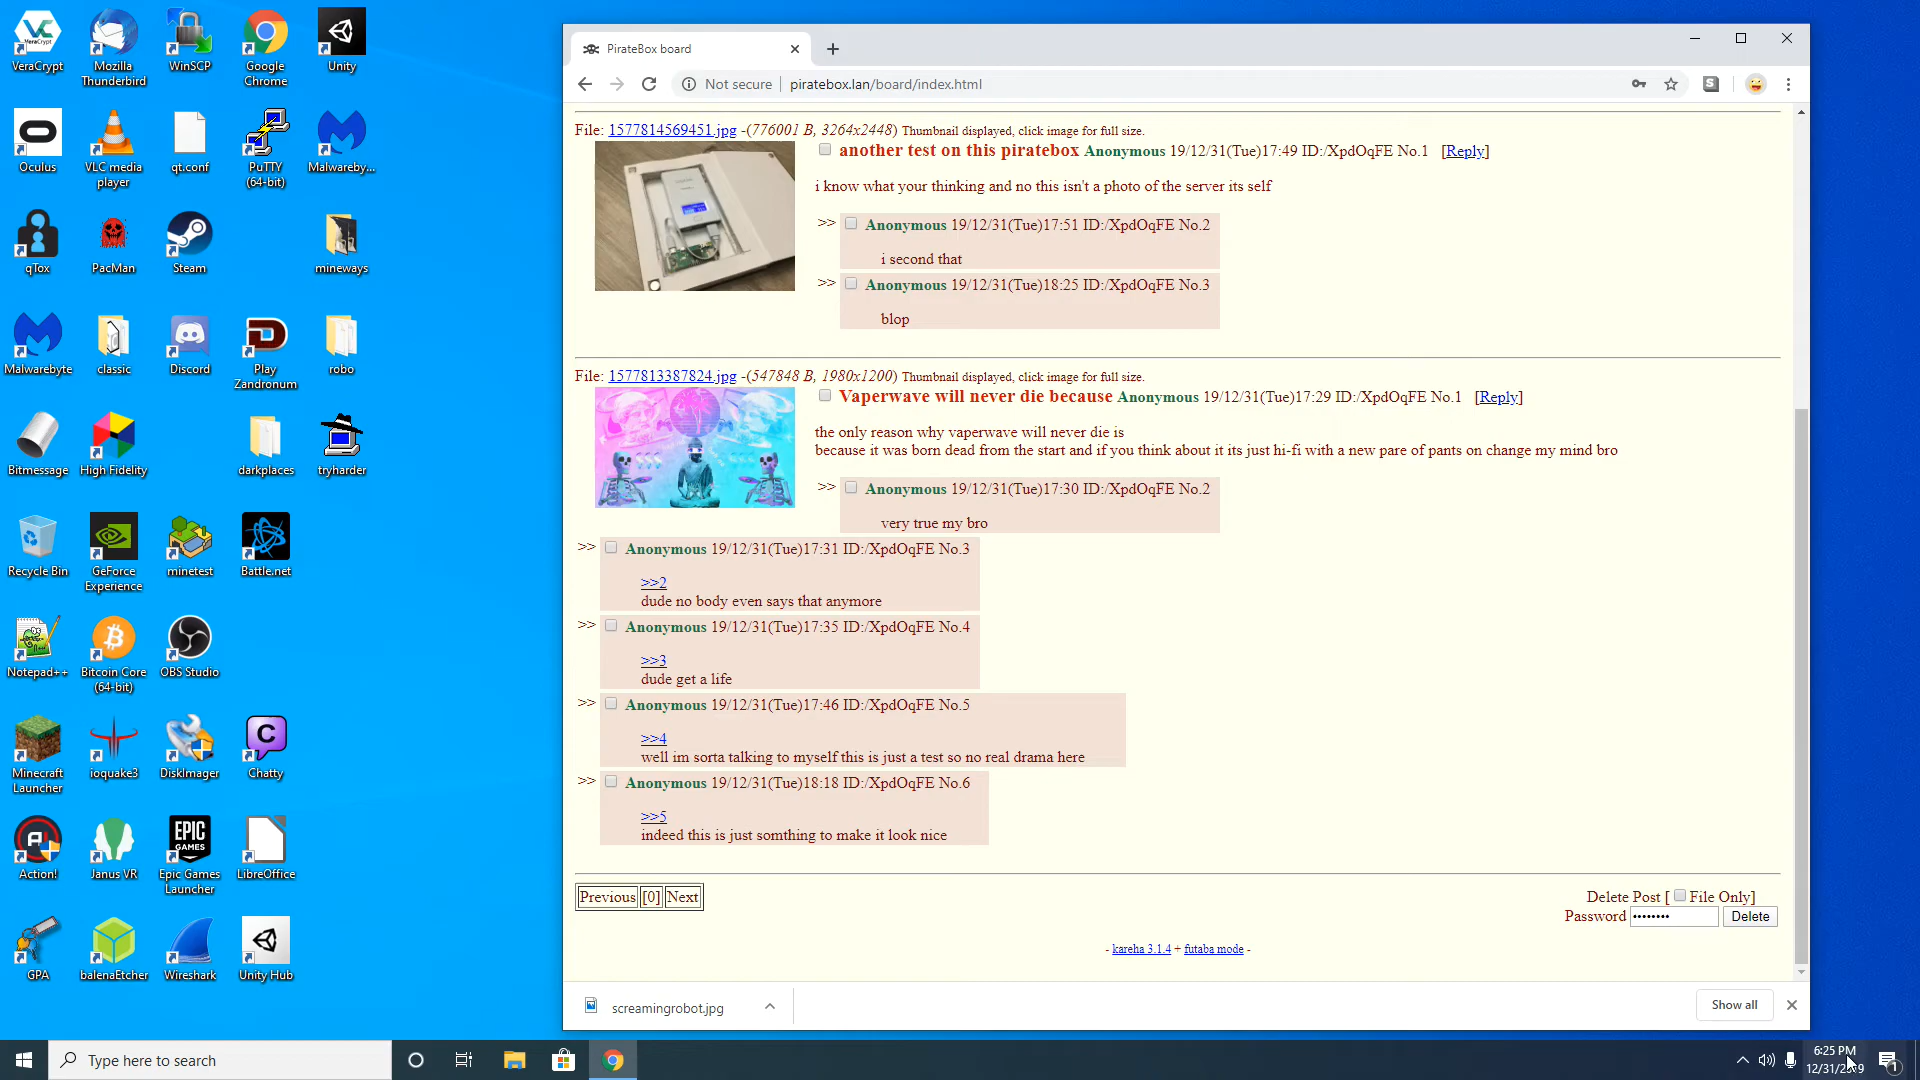 VeraCrypt
Mozilla Thunderbird
WinSCP
Google Chrome
Unity
Oculus
VLC media player
qt.conf
PuTTY (64-bit)
Malwareby...
qTox
PacMan
Steam
mineways
Malwarebyte
classic
Discord
Play Zandronum
robo
Bitmessage
High Fidelity
darkplaces
tryharder
Recycle Bin
GeForce Experience
minetest
Battle.net
Notepad++
Bitcoin Core (64-bit)
OBS Studio
Minecraft Launcher
ioquake3
DiskImager
Chatty
Action!
Janus VR
EPIC GAMES
Epic Games Launcher
LibreOffice
GPA
balenaEtcher
Wireshark
Unity Hub
PirateBox board
Not secure | piratebox.lan/board/index.html
File: 1577814569451.jpg -(776001 B, 3264x2448) Thumbnail displayed, click image for full size.
another test on this piratebox Anonymous 19/12/31(Tue)17:49 ID:/XpdOqFE No.1 [Reply]
i know what your thinking and no this isn't a photo of the server its self
>> Anonymous 19/12/31(Tue)17:51 ID:/XpdOqFE No.2
i second that
>> Anonymous 19/12/31(Tue)18:25 ID:/XpdOqFE No.3
blop
File: 1577813387824.jpg -(547848 B, 1980x1200) Thumbnail displayed, click image for full size.
Vaperwave will never die because Anonymous 19/12/31(Tue)17:29 ID:/XpdOqFE No.1 [Reply]
the only reason why vaperwave will never die is
because it was born dead from the start and if you think about it its just hi-fi with a new pare of pants on change my mind bro
>> Anonymous 19/12/31(Tue)17:30 ID:/XpdOqFE No.2
very true my bro
>> Anonymous 19/12/31(Tue)17:31 ID:/XpdOqFE No.3
>>2
dude no body even says that anymore
>> Anonymous 19/12/31(Tue)17:35 ID:/XpdOqFE No.4
>>3
dude get a life
>> Anonymous 19/12/31(Tue)17:46 ID:/XpdOqFE No.5
>>4
well im sorta talking to myself this is just a test so no real drama here
>> Anonymous 19/12/31(Tue)18:18 ID:/XpdOqFE No.6
>>5
indeed this is just somthing to make it look nice
Previous [0] Next
Delete Post [ File Only]
Password •••••••• Delete
- kareha 3.1.4 + futaba mode -
screamingrobot.jpg
Show all
Type here to search
6:25 PM
12/31/2019
1